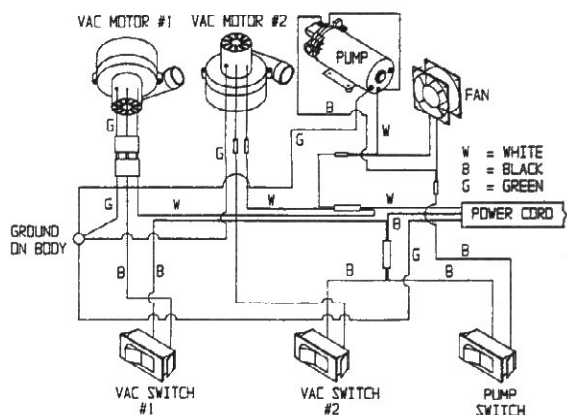 VAC MOTOR #1
VAC MOTOR #2
PUMP
FAN
B
G
W
G
G
W = WHITE
B = BLACK
G = GREEN
G
W
W
W
POWER CORD
B
GROUND
ON BODY
B
B
B
G
B
B
VAC SWITCH
#1
VAC SWITCH
#2
PUMP
SWITCH